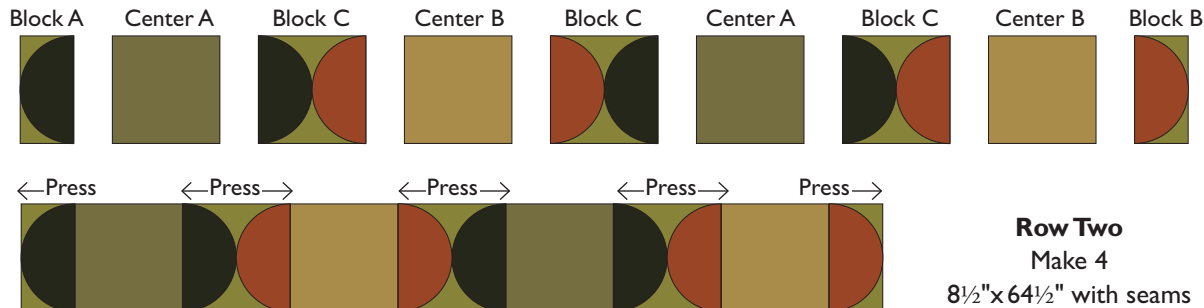 Block A Center A Block C Center B Block C Center A Block C Center B Block B
←Press ←Press→ ←Press→ ←Press→ Press→
Row Two
Make 4
8½"x 64½" with seams